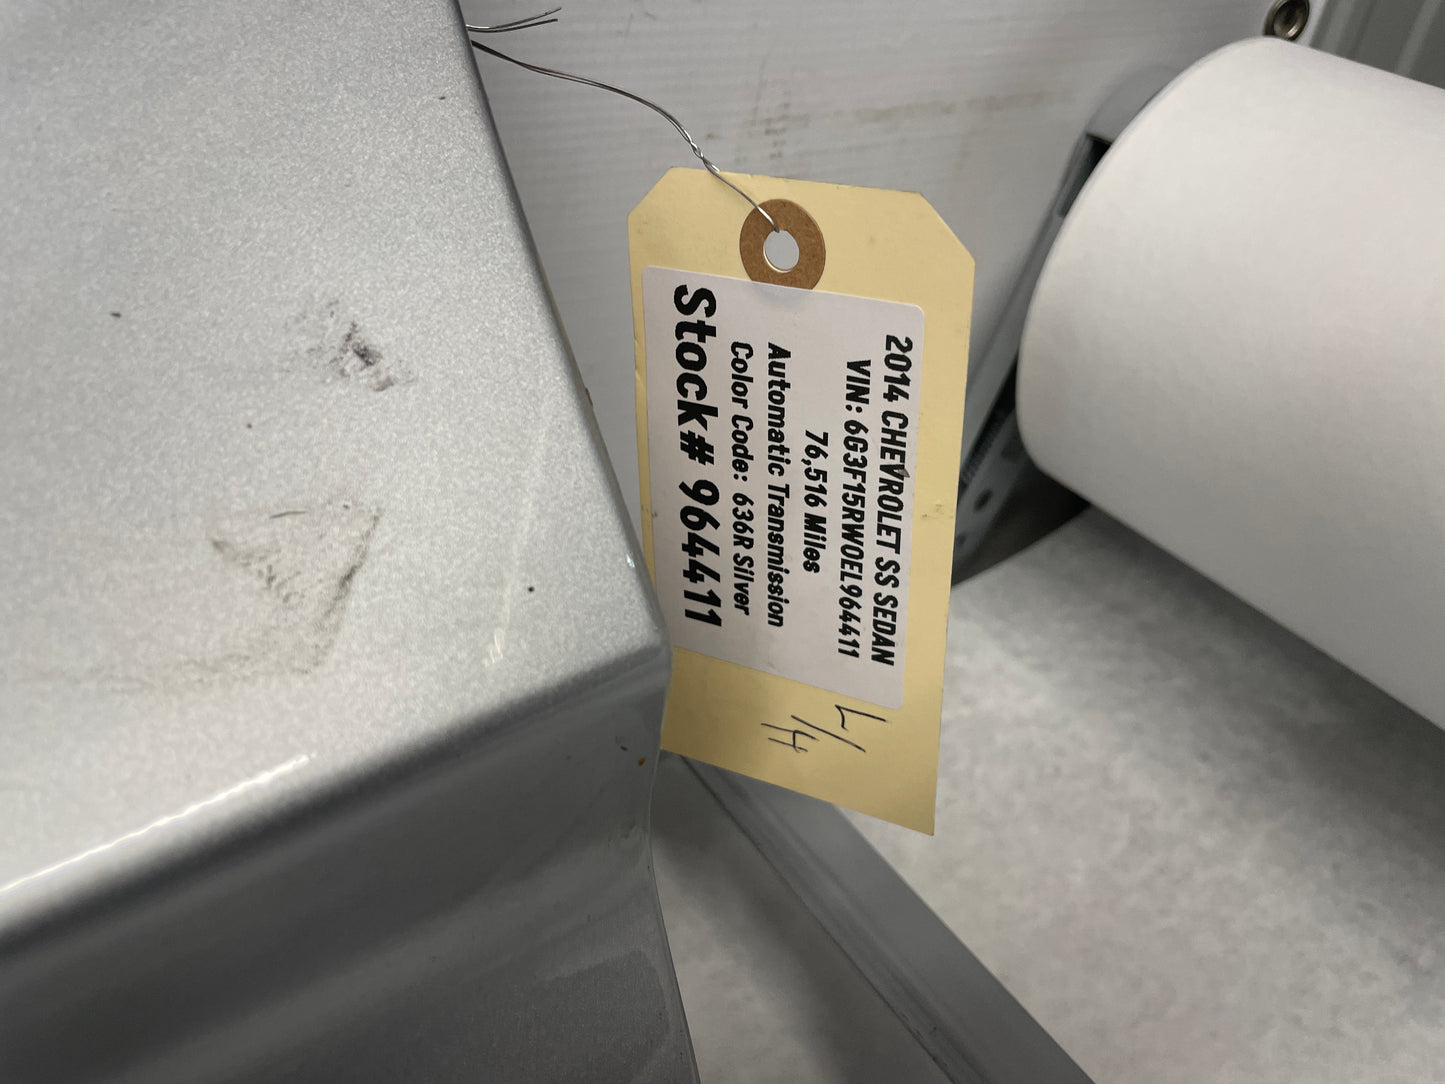 2014 CHEVROLET SS SEDAN
VIN: 6G3F15RW0EL964411
76,516 Miles
Automatic Transmission
Color Code: 636R Silver
Stock# 964411
L/H